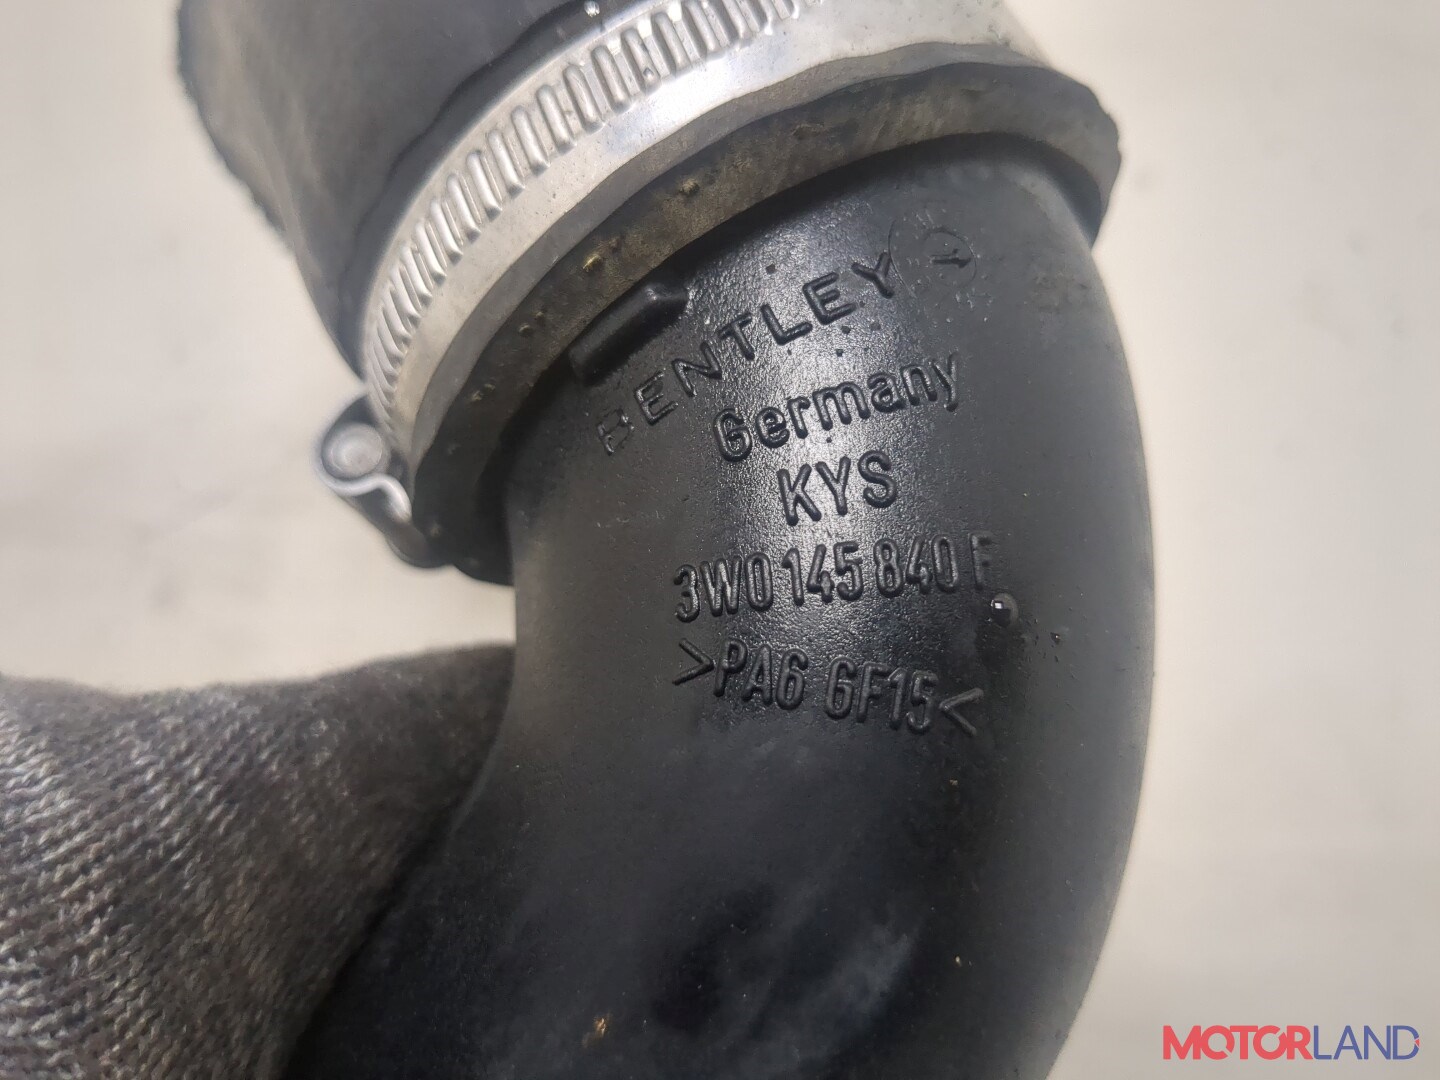 BENTLEY
Germany
KYS
3W0 145 840 F
>PA6 GF15<
MOTORLAND